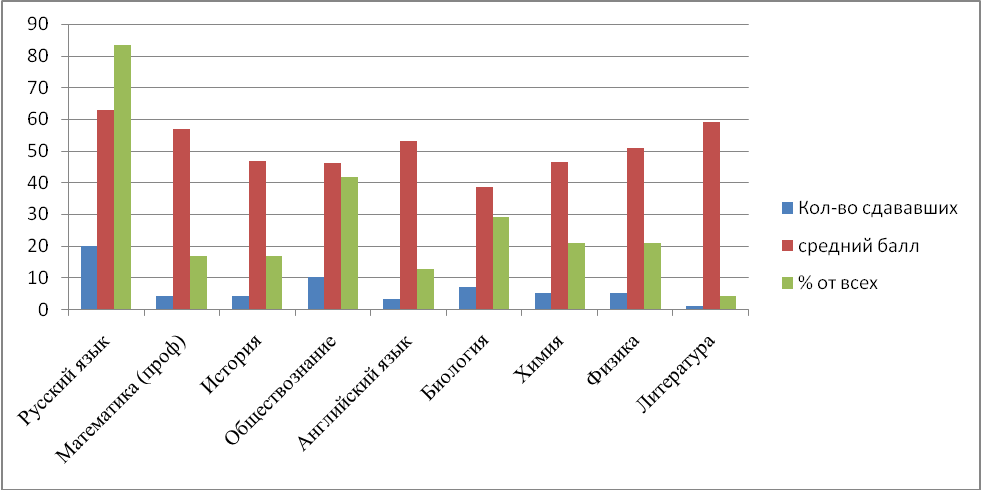 90
80
70
60
50
40
30
20
10
0
Русский язык
Математика (проф)
История
Обществознание
Английский язык
Биология
Химия
Физика
Литература
Кол-во сдававших
средний балл
% от всех